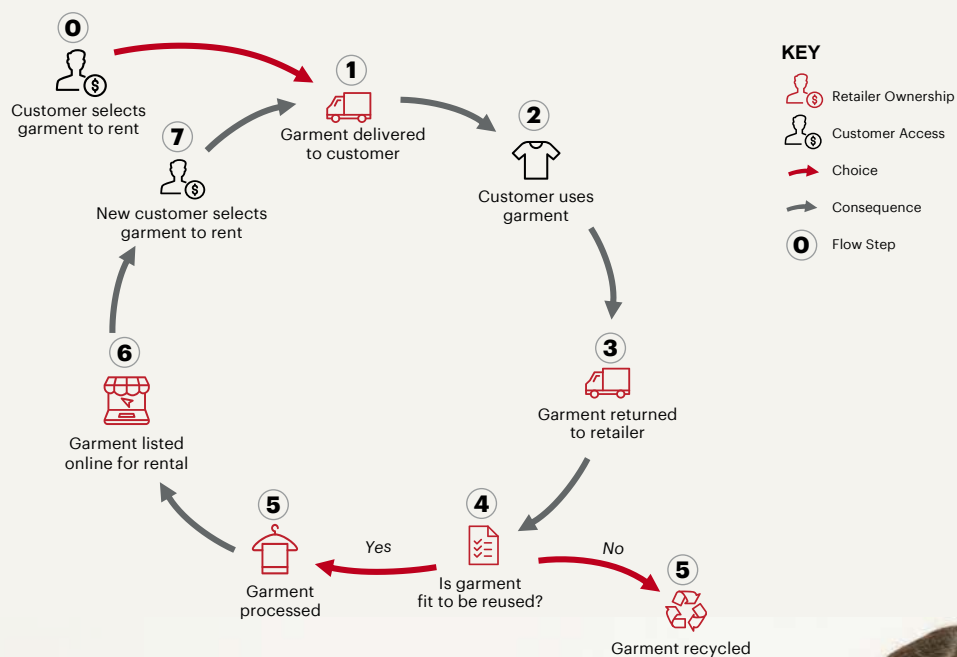 0
Customer selects
garment to rent
1
Garment delivered
to customer
2
Customer uses
garment
3
Garment returned
to retailer
4
Is garment
fit to be reused?
Yes
No
5
Garment
processed
5
Garment recycled
6
Garment listed
online for rental
7
New customer selects
garment to rent
KEY
Retailer Ownership
Customer Access
Choice
Consequence
0 Flow Step